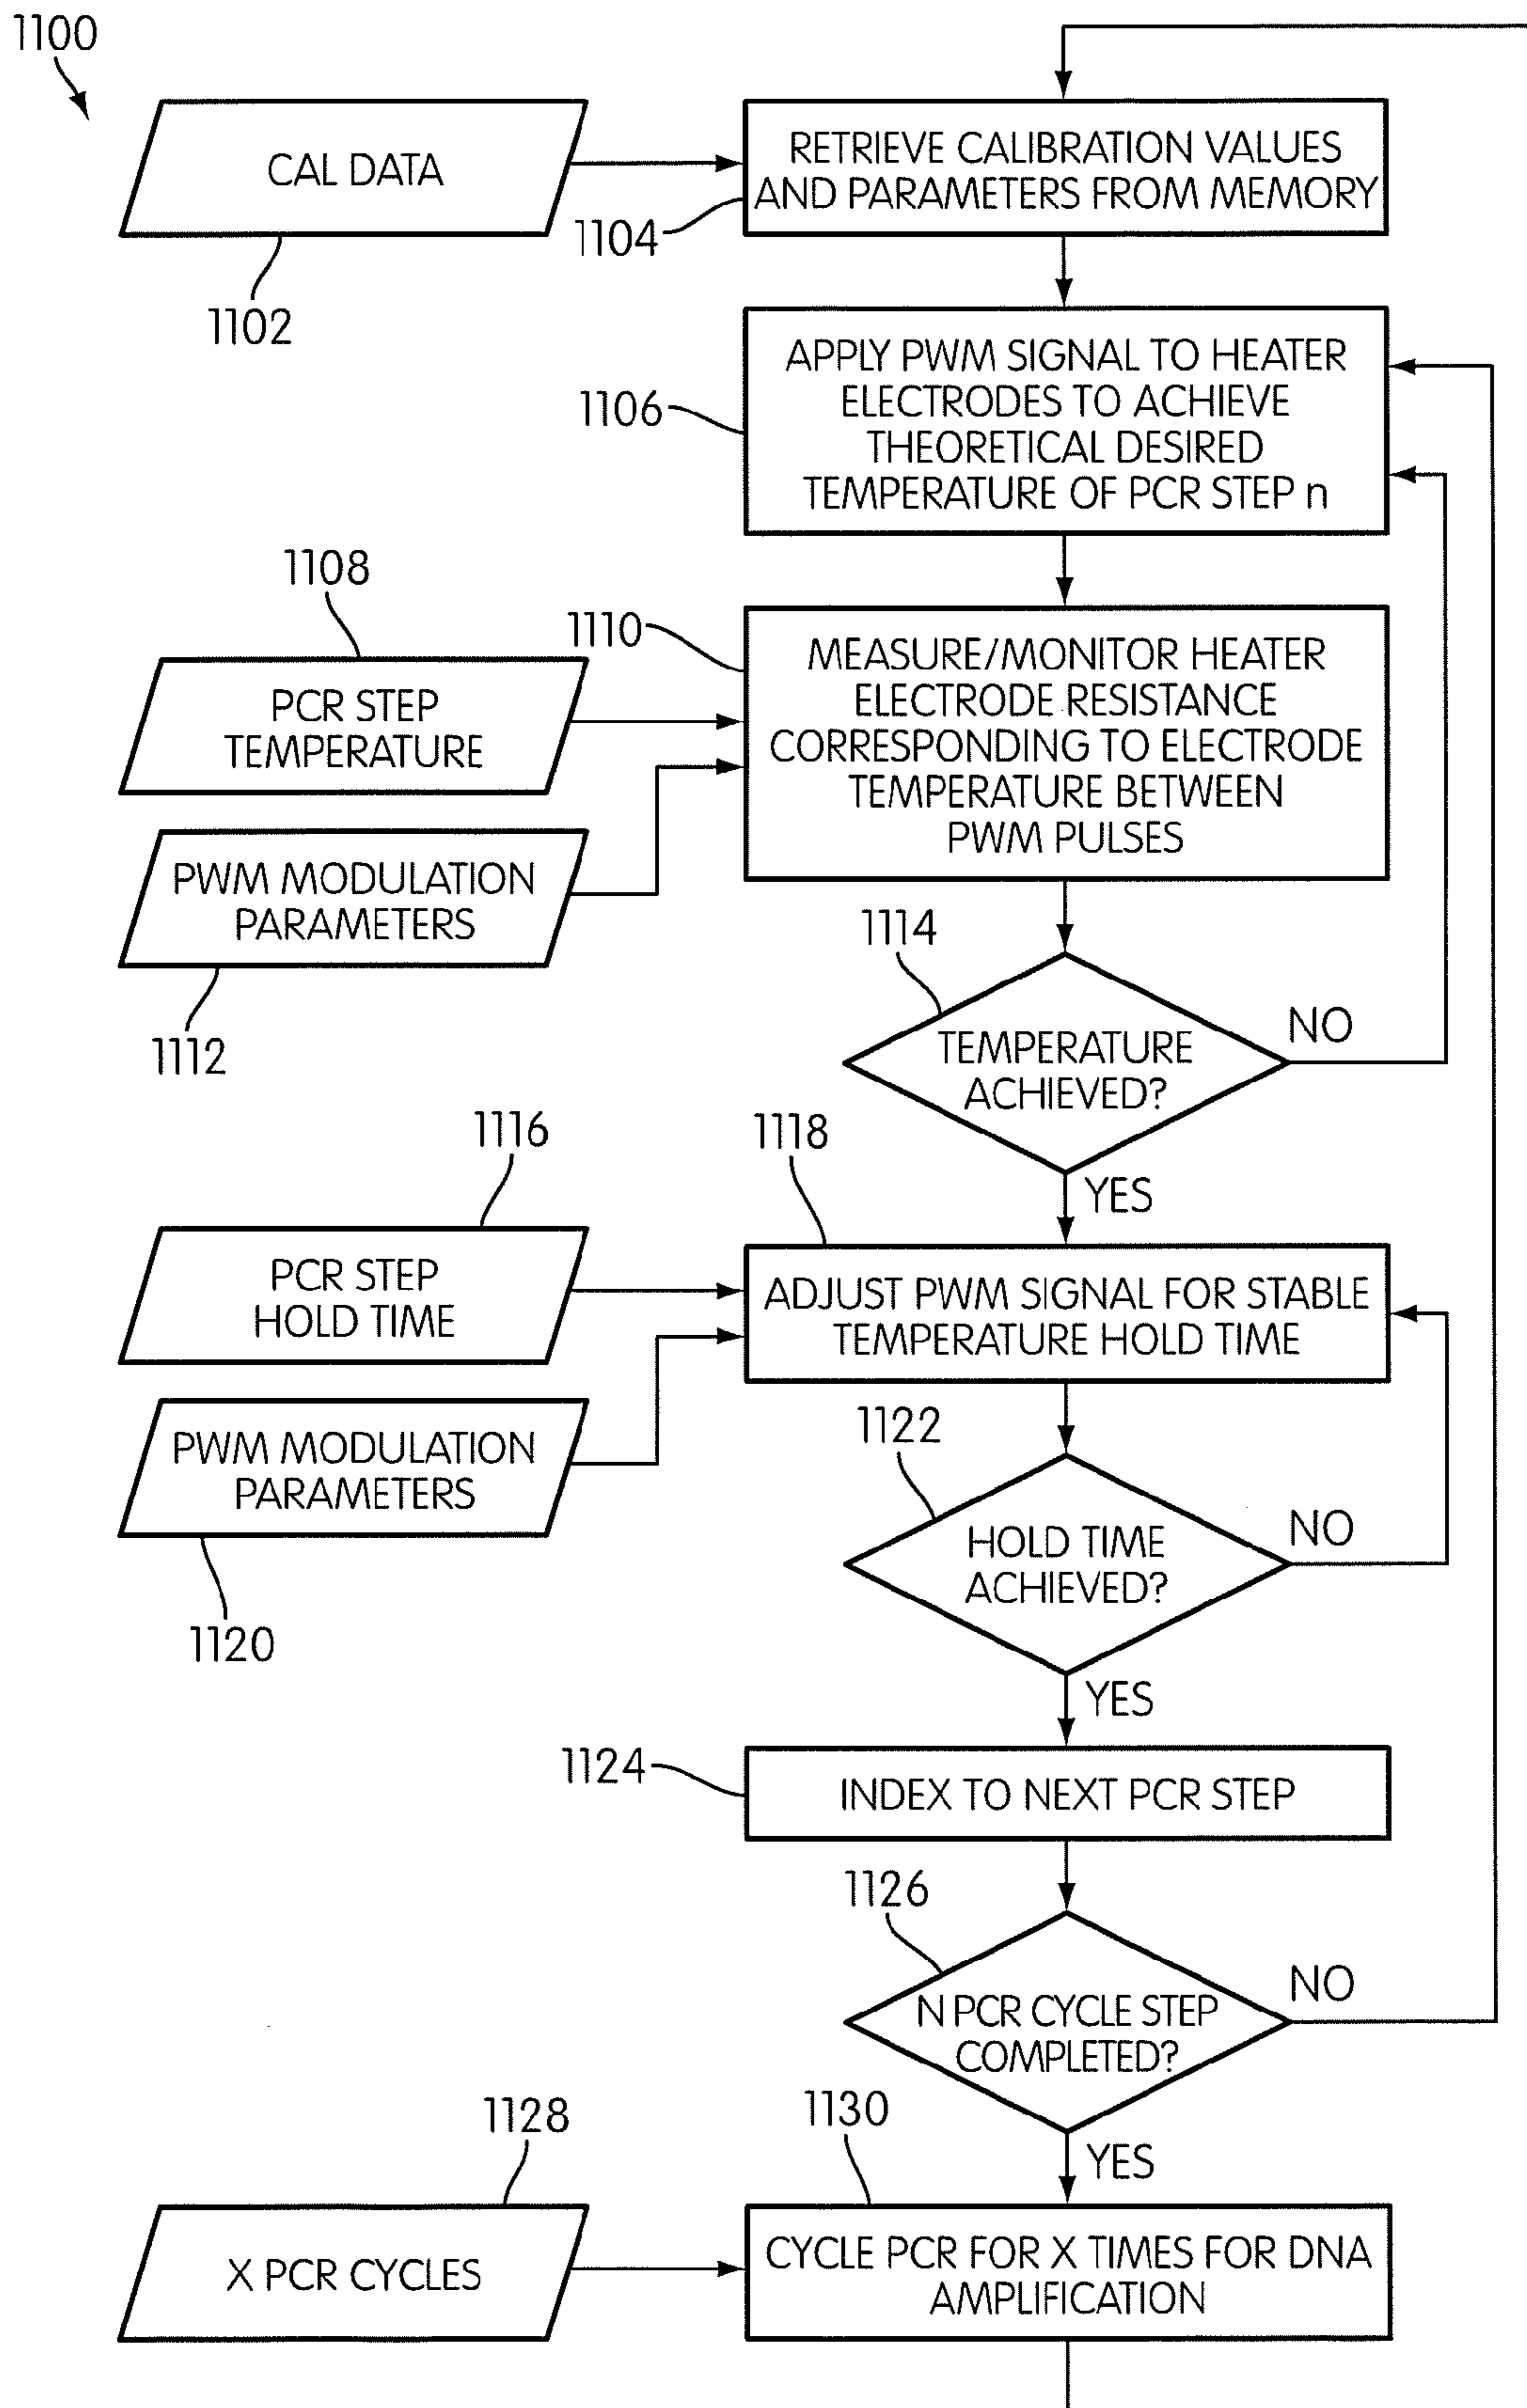 1100
CAL DATA
1102
RETRIEVE CALIBRATION VALUES
AND PARAMETERS FROM MEMORY
1104
APPLY PWM SIGNAL TO HEATER
ELECTRODES TO ACHIEVE
THEORETICAL DESIRED
TEMPERATURE OF PCR STEP n
1106
1108
PCR STEP
TEMPERATURE
1110
MEASURE/MONITOR HEATER
ELECTRODE RESISTANCE
CORRESPONDING TO ELECTRODE
TEMPERATURE BETWEEN
PWM PULSES
PWM MODULATION
PARAMETERS
1112
1114
TEMPERATURE
ACHIEVED?
NO
YES
1116
PCR STEP
HOLD TIME
1118
ADJUST PWM SIGNAL FOR STABLE
TEMPERATURE HOLD TIME
PWM MODULATION
PARAMETERS
1120
1122
HOLD TIME
ACHIEVED?
NO
YES
1124
INDEX TO NEXT PCR STEP
1126
N PCR CYCLE STEP
COMPLETED?
NO
YES
1128
X PCR CYCLES
1130
CYCLE PCR FOR X TIMES FOR DNA
AMPLIFICATION